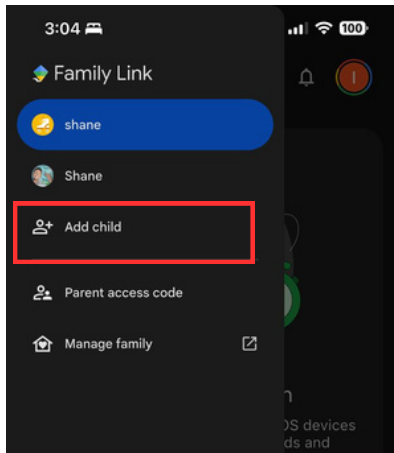 3:04
100
Family Link
I
shane
Shane
Add child
Parent access code
Manage family
n
OS devices
ds and